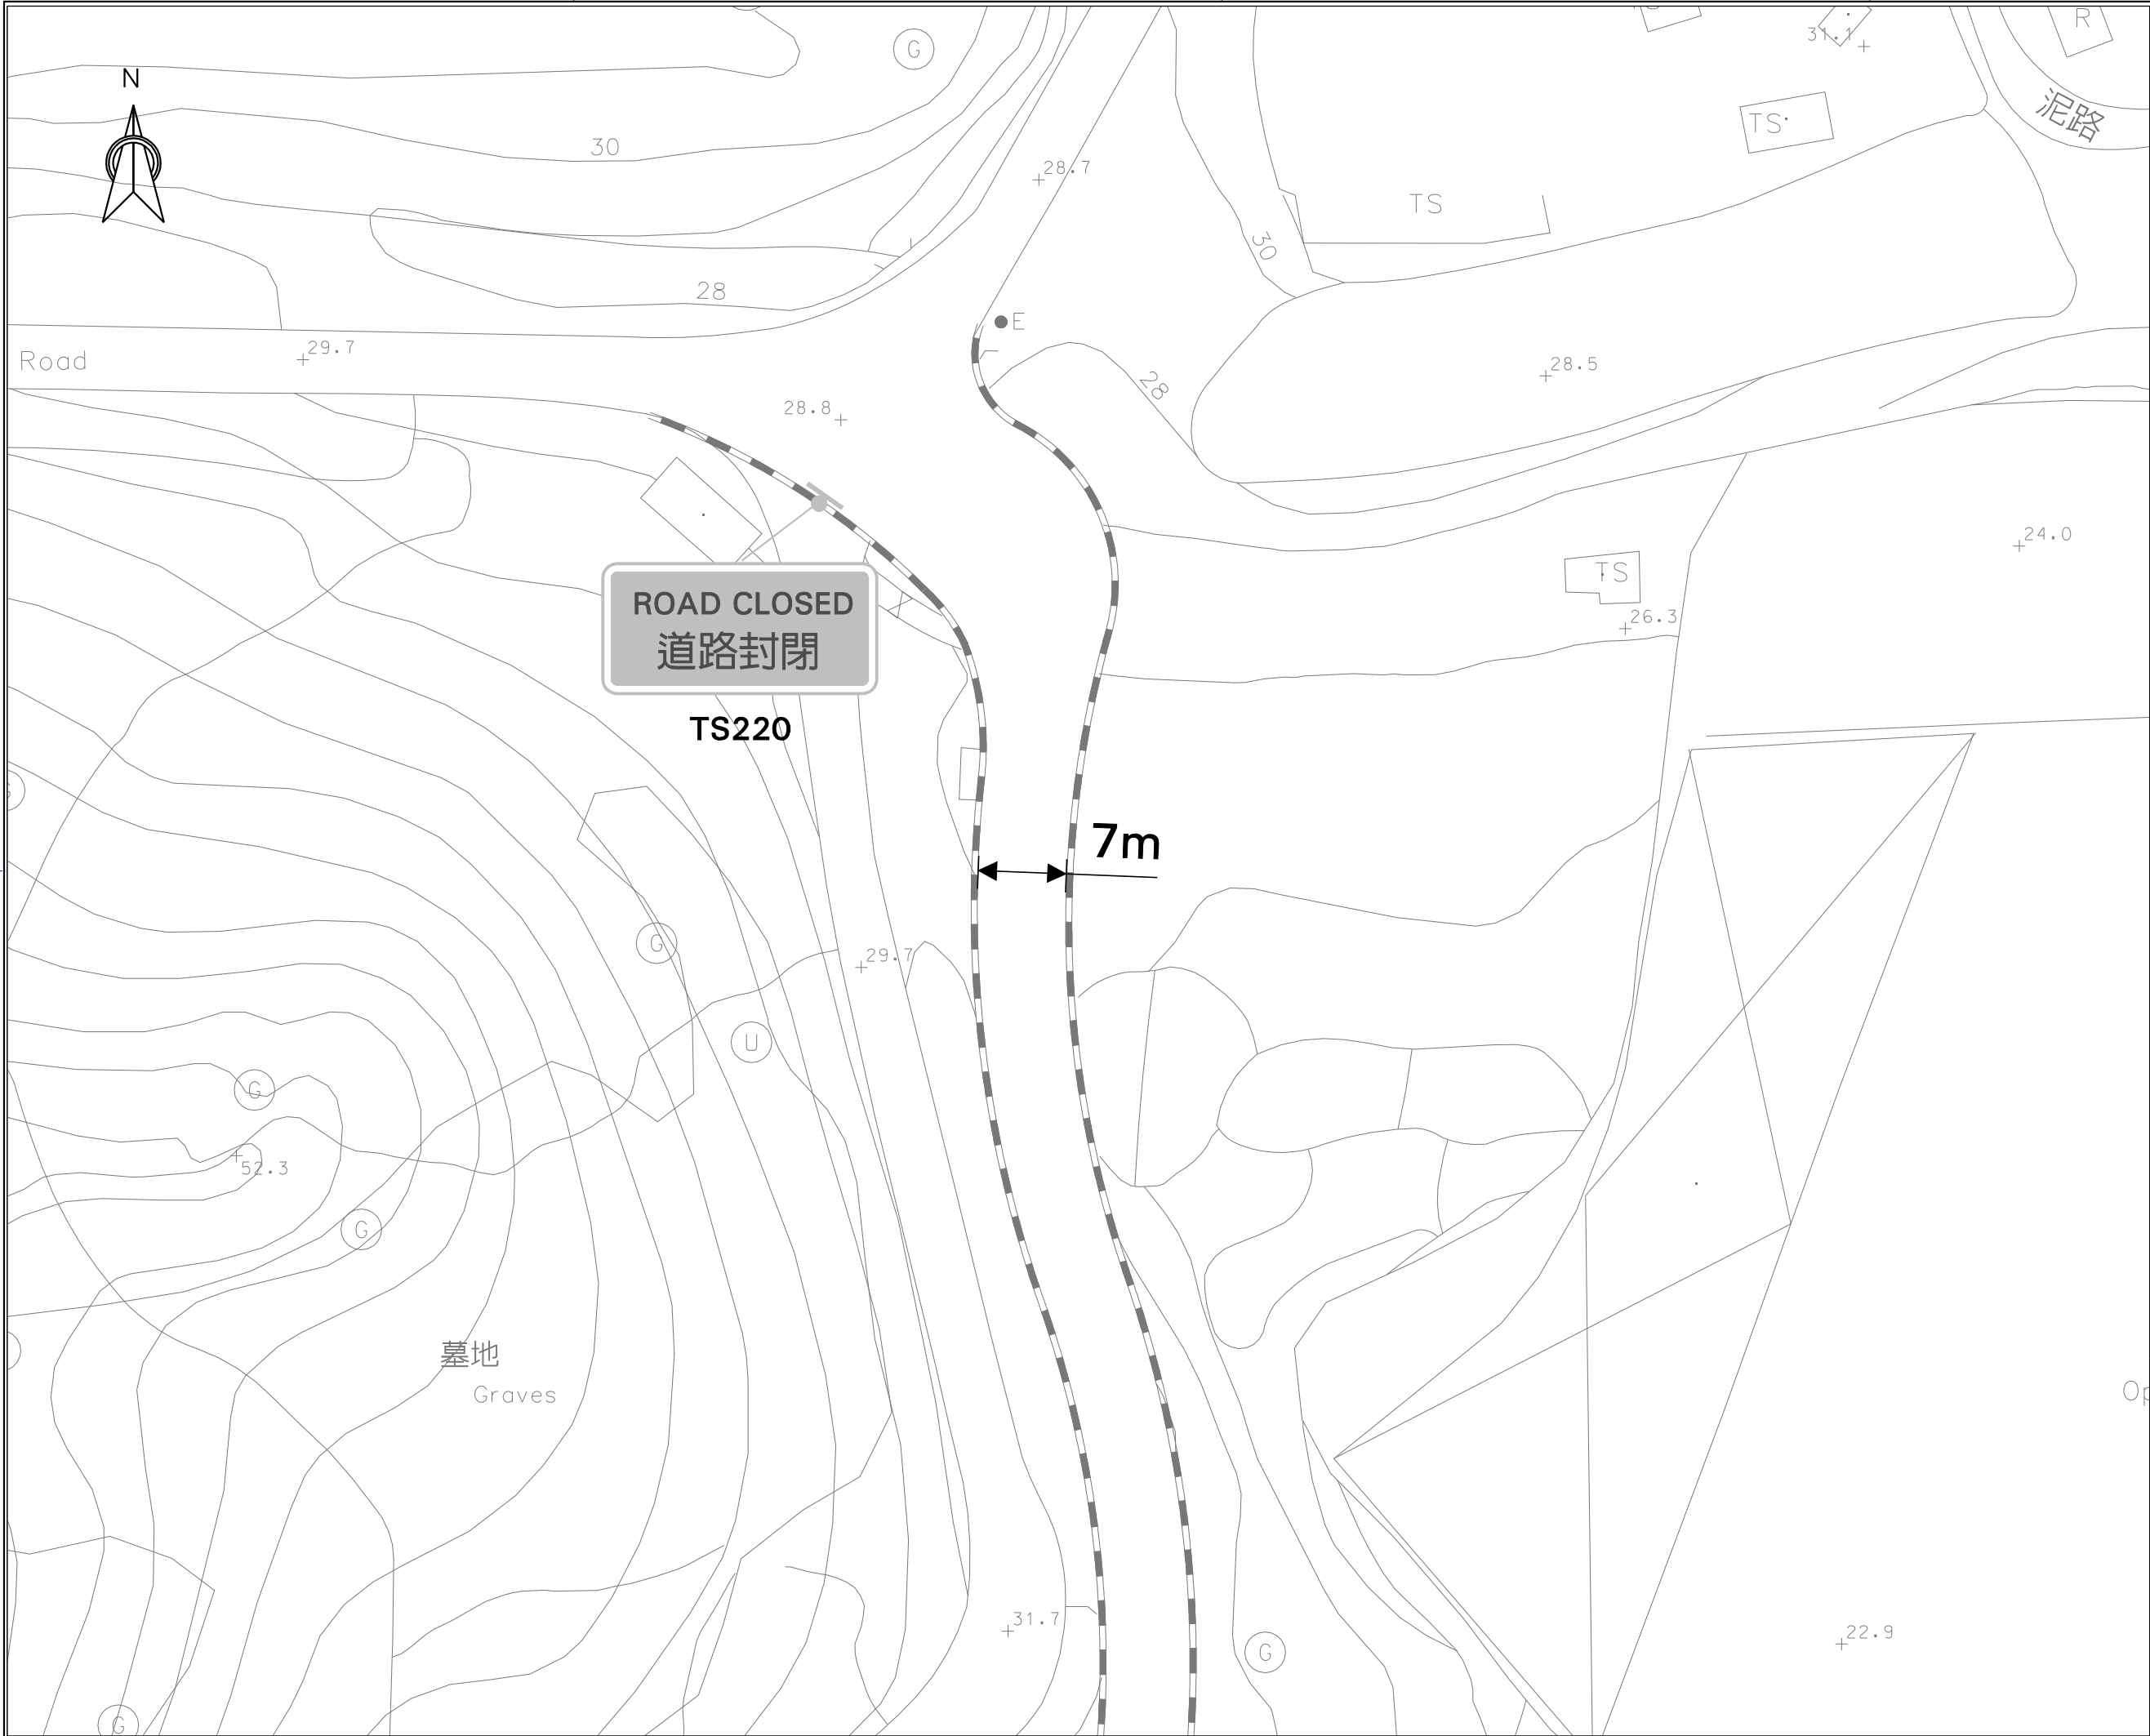 G
31.1
R
N
泥路
TS
30
28.7
TS
30
28
E
Road
29.7
28.5
28
28.8
24.0
TS
26.3
ROAD CLOSED
道路封閉
TS220
7m
G
29.7
U
G
52.3
G
墓地
Graves
31.7
G
22.9
G